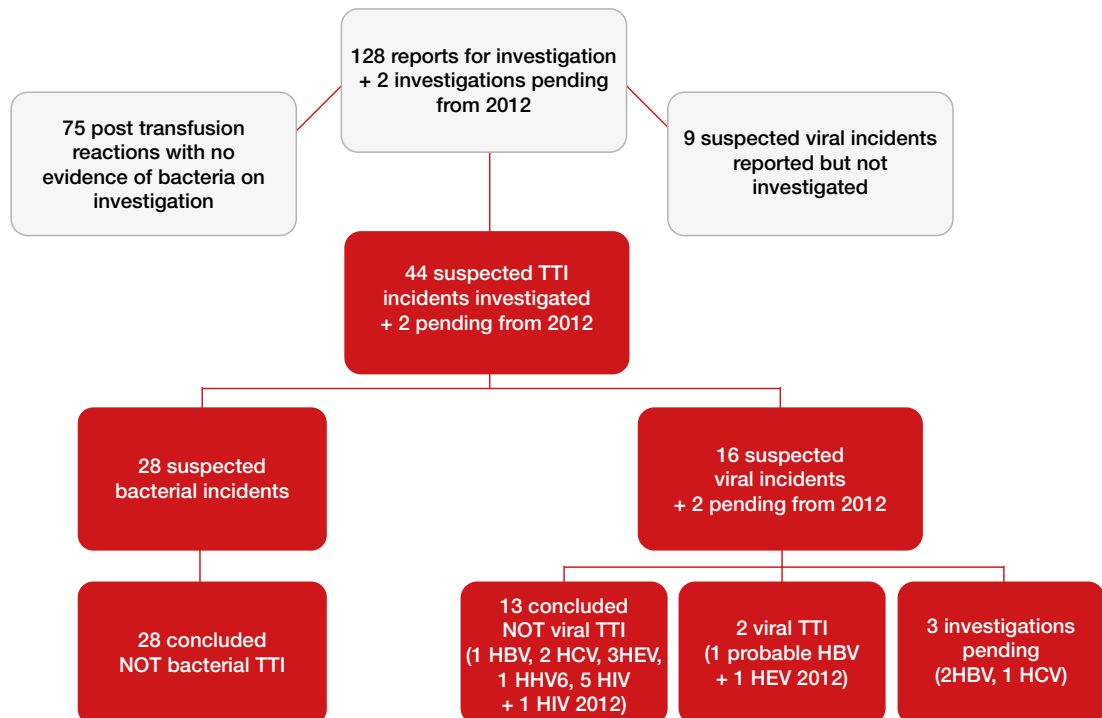 128 reports for investigation
+ 2 investigations pending
from 2012
75 post transfusion
reactions with no
evidence of bacteria on
investigation
9 suspected viral incidents
reported but not
investigated
44 suspected TTI
incidents investigated
+ 2 pending from 2012
28 suspected
bacterial incidents
16 suspected
viral incidents
+ 2 pending from 2012
28 concluded
NOT bacterial TTI
13 concluded
NOT viral TTI
(1 HBV, 2 HCV, 3HEV,
1 HHV6, 5 HIV
+ 1 HIV 2012)
2 viral TTI
(1 probable HBV
+ 1 HEV 2012)
3 investigations
pending
(2HBV, 1 HCV)